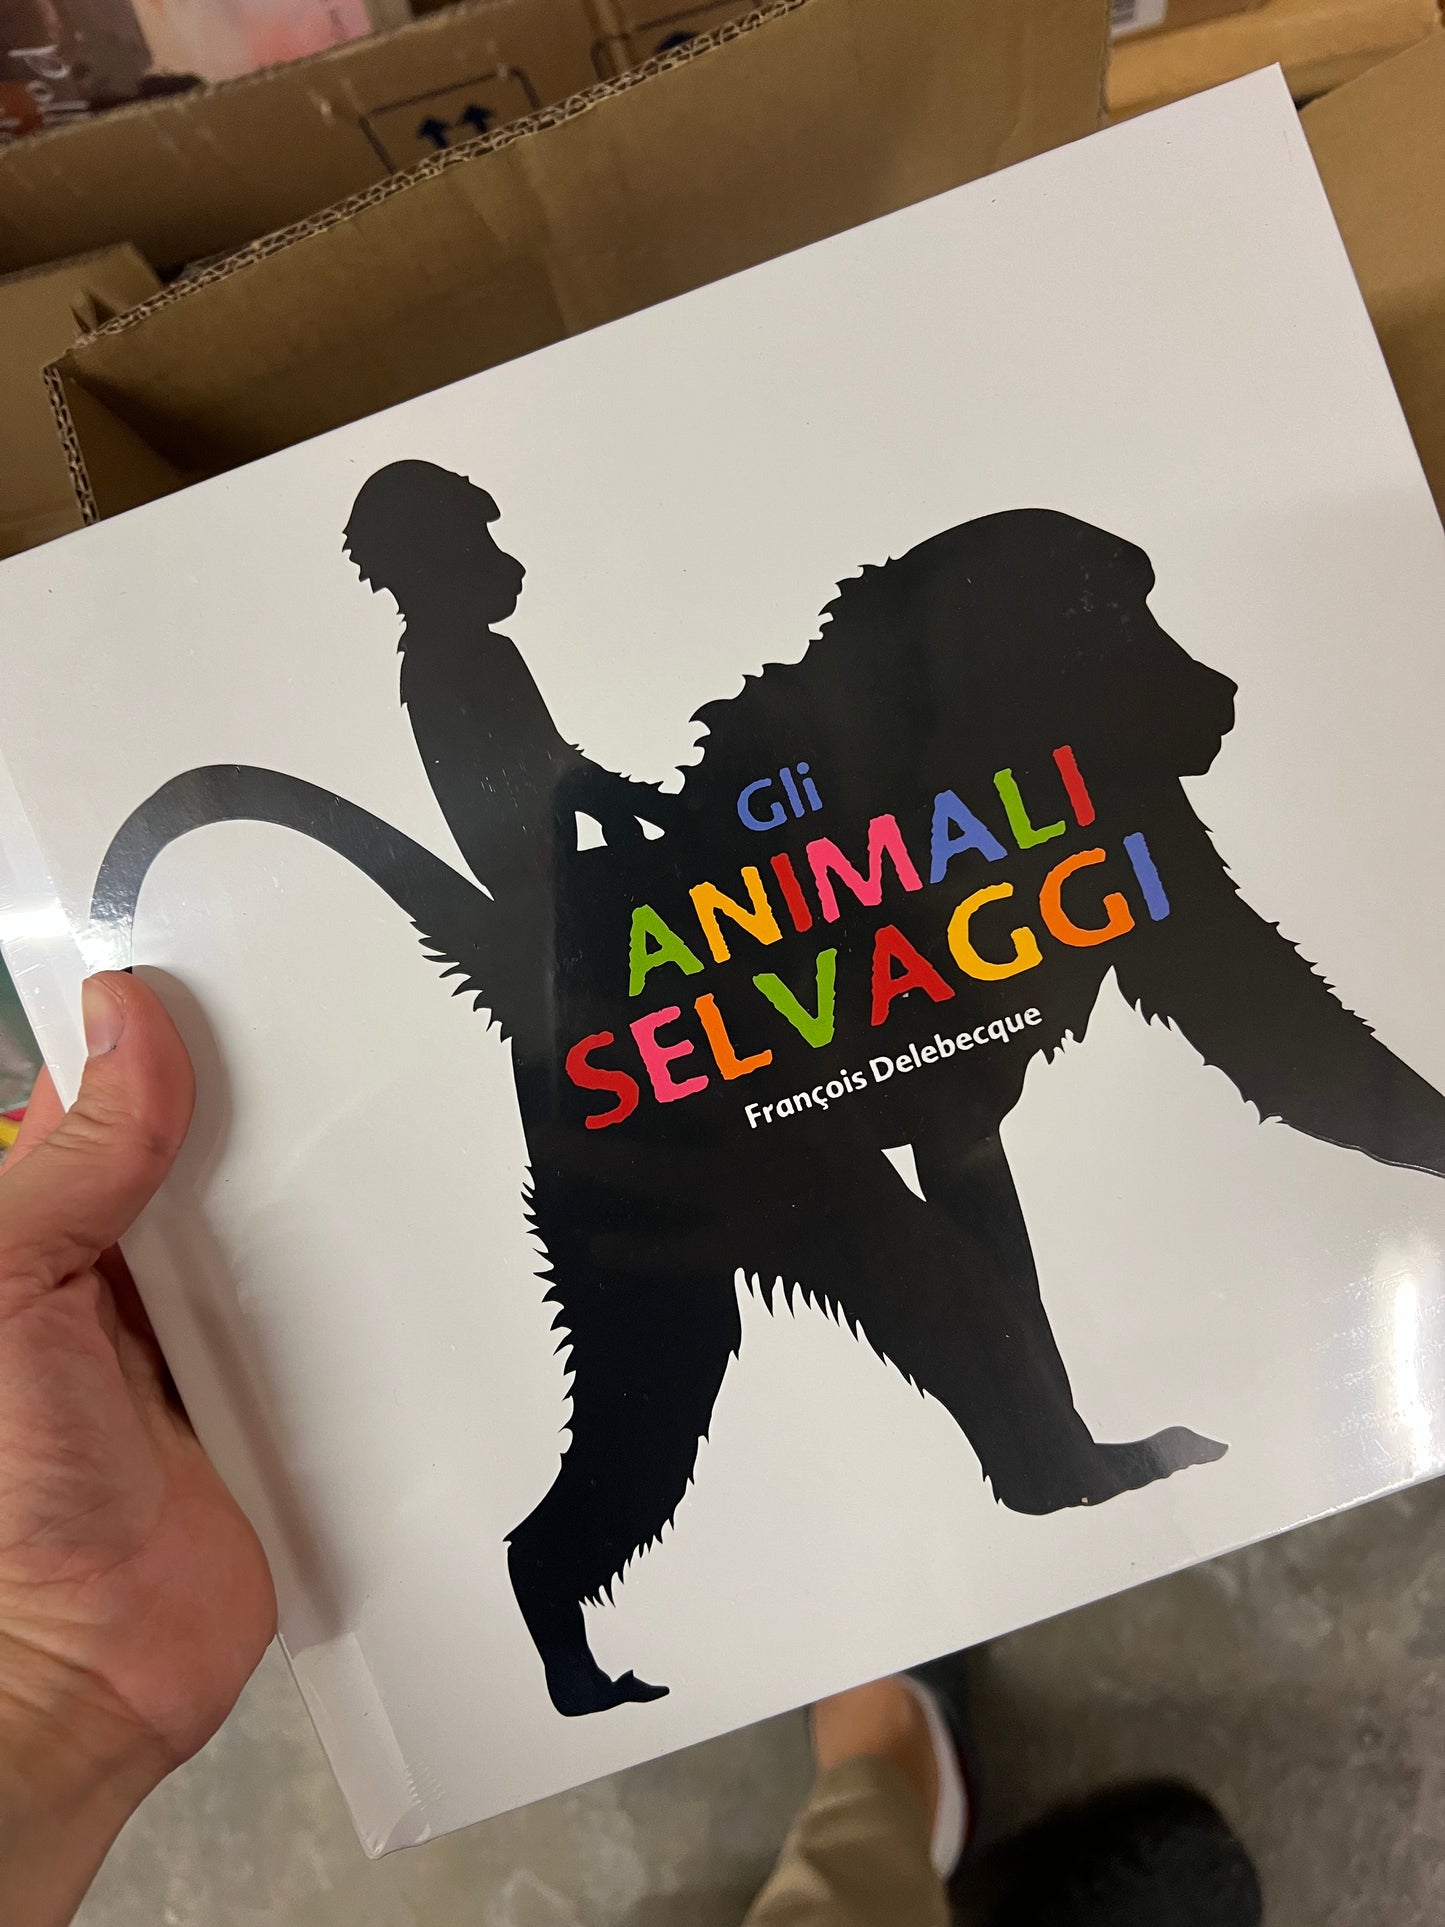 Gli
ANIMALI
SELVAGGI
François Delebecque